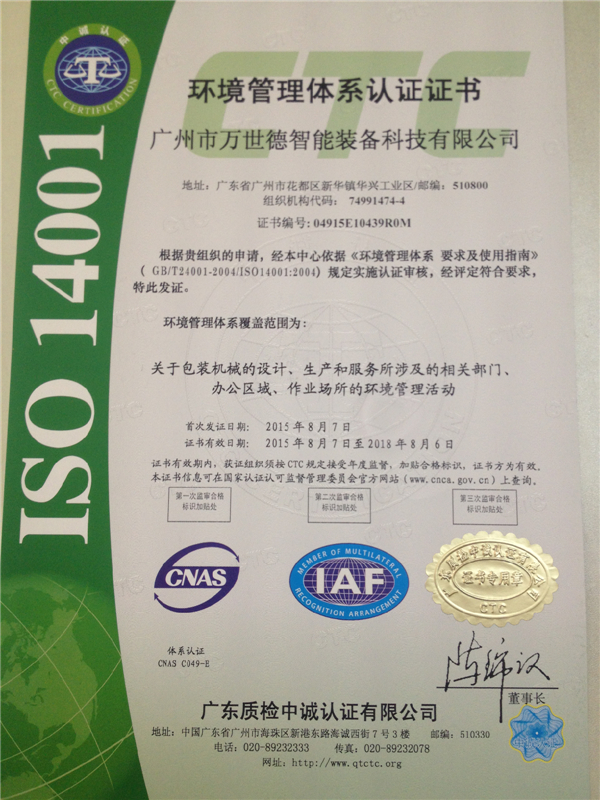 中诚认证
CTC CERTIFICATION
ISO 14001
CTC
环境管理体系认证证书
广州市万世德智能装备科技有限公司
地址：广东省广州市花都区新华镇华兴工业区/邮编：510800
组织机构代码： 74991474-4
证书编号：04915E10439R0M
根据贵组织的申请，经本中心依据《环境管理体系 要求及使用指南》
（ GB/T24001-2004/ISO14001:2004）规定实施认证审核，经评定符合要求，
特此发证。
环境管理体系覆盖范围为：
关于包装机械的设计、生产和服务所涉及的相关部门、
办公区域、作业场所的环境管理活动
首次发证日期： 2015 年 8 月 7 日
证书有效日期： 2015 年 8 月 7 日至 2018 年 8 月 6 日
证书有效期内，获证组织须按 CTC 规定接受年度监督，加贴合格标识，证书方为有效。
本证书信息可在国家认证认可监督管理委员会官方网站（www.cnca.gov.cn）上查询。
第一次监审合格
标识加贴处
第二次监审合格
标识加贴处
第三次监审合格
标识加贴处
CNAS
MEMBER OF MULTILATERAL
IAF
RECOGNITION ARRANGEMENT
广东质检中诚认证有限公司
证书专用章
CTC
体系认证
CNAS C049-E
董事长
广东质检中诚认证有限公司
地址：中国广东省广州市海珠区新港东路海诚西街 7 号 3 楼 邮编：510330
电话：020-89232333 传真：020-89232078
网址：http://www.qtctc.org